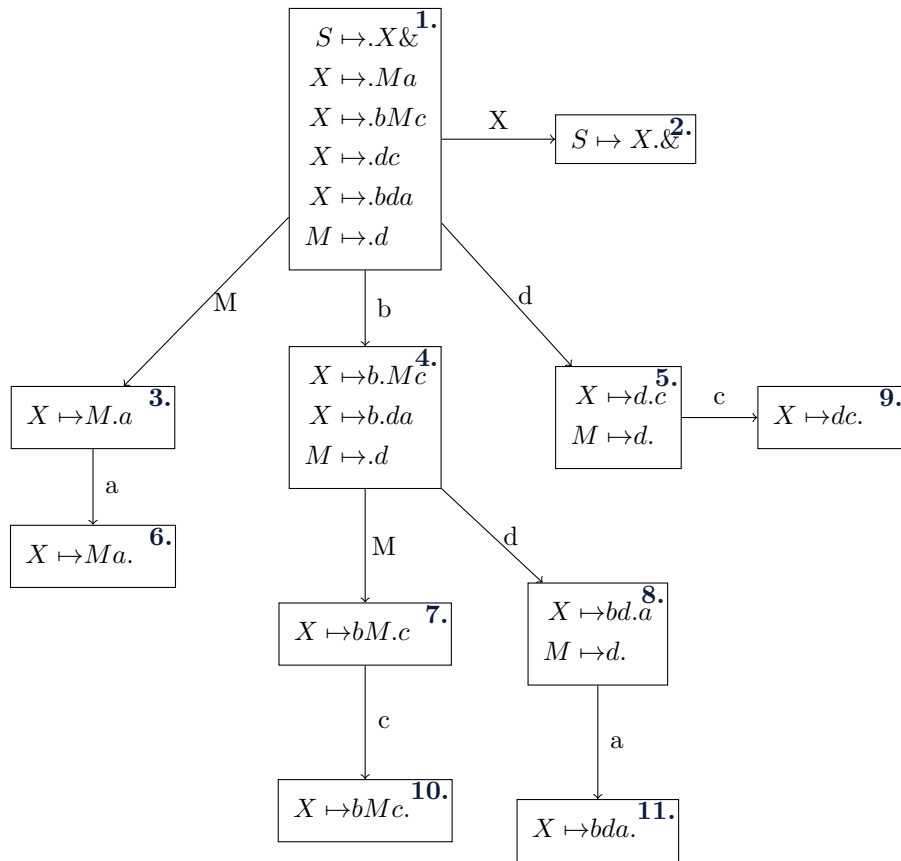 1.
S ↦ .X&
X ↦ .Ma
X ↦ .bMc
X ↦ .dc
X ↦ .bda
M ↦ .d
X
2.
S ↦ X.&
M
b
d
3.
X ↦ M.a
4.
X ↦ b.Mc
X ↦ b.da
M ↦ .d
5.
X ↦ d.c
M ↦ d.
c
9.
X ↦ dc.
a
6.
X ↦ Ma.
M
d
7.
X ↦ bM.c
8.
X ↦ bd.a
M ↦ d.
c
a
10.
X ↦ bMc.
11.
X ↦ bda.